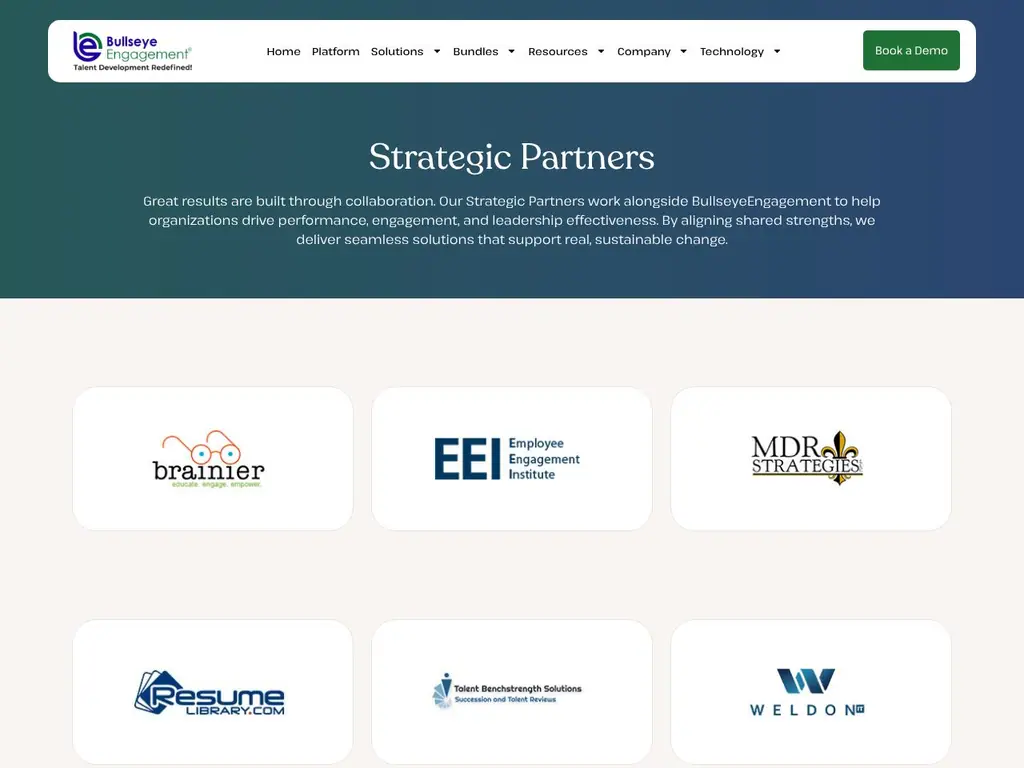 Bullseye
Engagement®
Talent Development Redefined!
Home Platform Solutions Bundles Resources Company Technology
Book a Demo
Strategic Partners
Great results are built through collaboration. Our Strategic Partners work alongside BullseyeEngagement to help
organizations drive performance, engagement, and leadership effectiveness. By aligning shared strengths, we
deliver seamless solutions that support real, sustainable change.
brainier
educate. engage. empower.
EEI Employee
Engagement
Institute
MDR
STRATEGIES
RESUME
LIBRARY.COM
Talent Benchstrength Solutions
Succession and Talent Reviews
WELDON IT